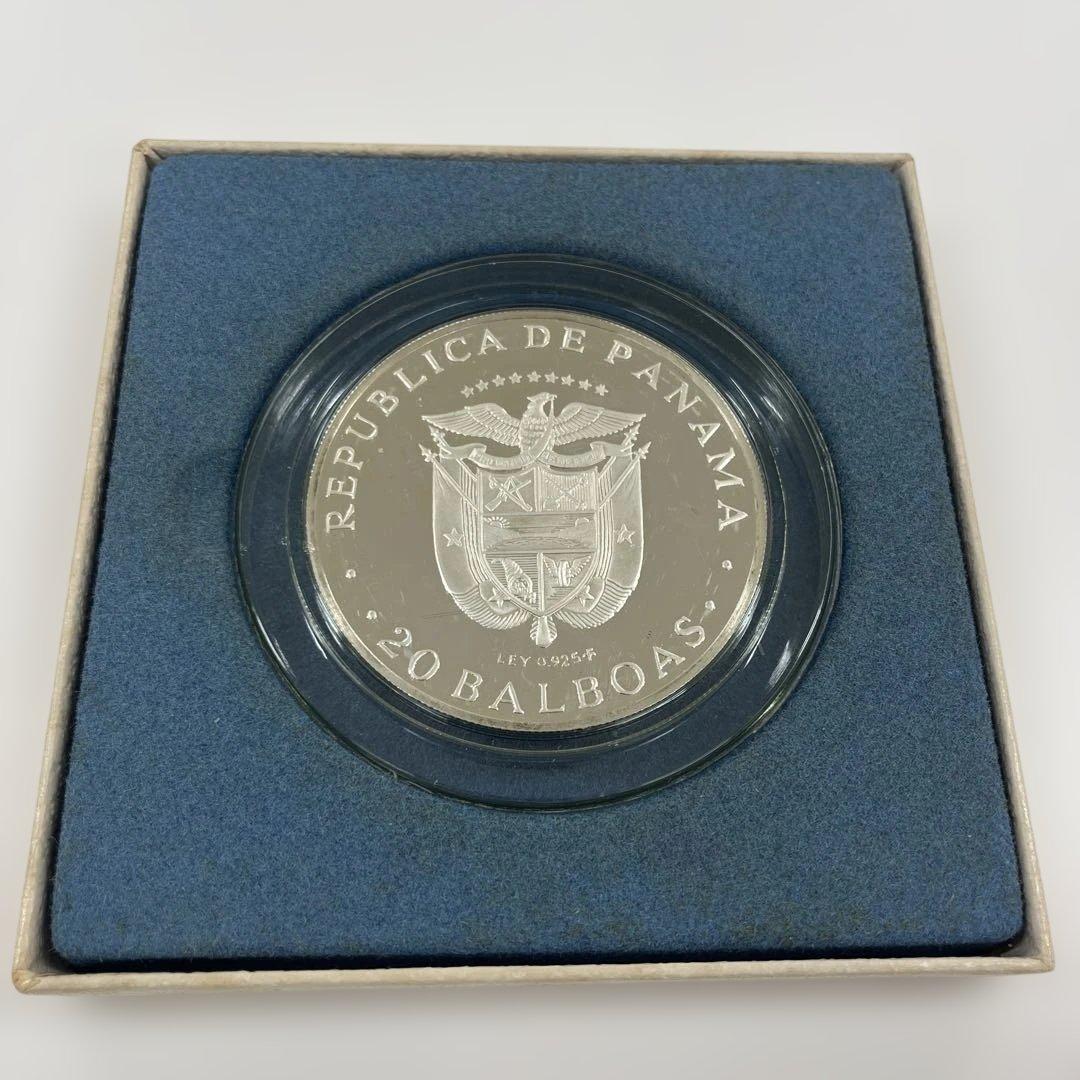 REPUBLICA DE PANAMA
LEY 0.925·F
·20 BALBOAS·